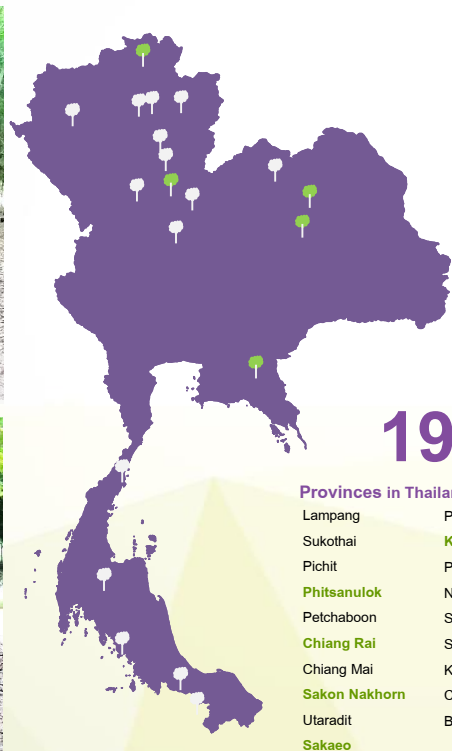 19
Provinces in Thailan
Lampang
Sukothai
Pichit
Phitsanulok
Petchaboon
Chiang Rai
Chiang Mai
Sakon Nakhorn
Utaradit
Sakaeo
P
K
P
N
S
S
K
C
B